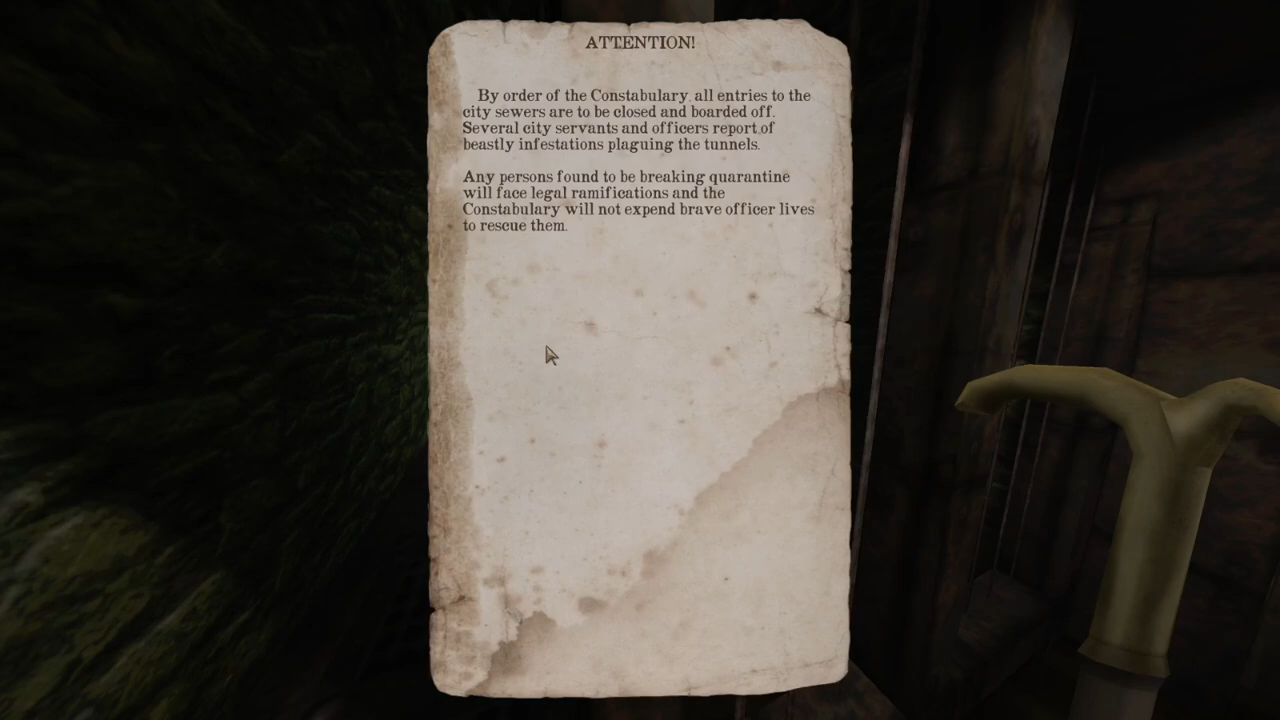 ATTENTION!
By order of the Constabulary, all entries to the
city sewers are to be closed and boarded off.
Several city servants and officers report of
beastly infestations plaguing the tunnels.
Any persons found to be breaking quarantine
will face legal ramifications and the
Constabulary will not expend brave officer lives
to rescue them.